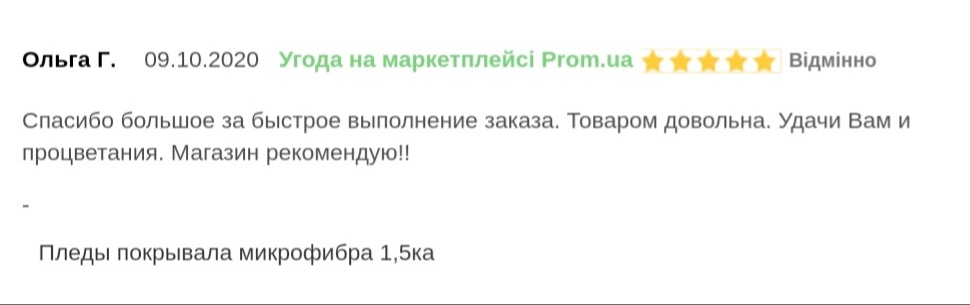 Ольга Г. 09.10.2020 Угода на маркетплейсі Prom.ua Відмінно
Спасибо большое за быстрое выполнение заказа. Товаром довольна. Удачи Вам и
процветания. Магазин рекомендую!!
-
Пледы покрывала микрофибра 1,5ка